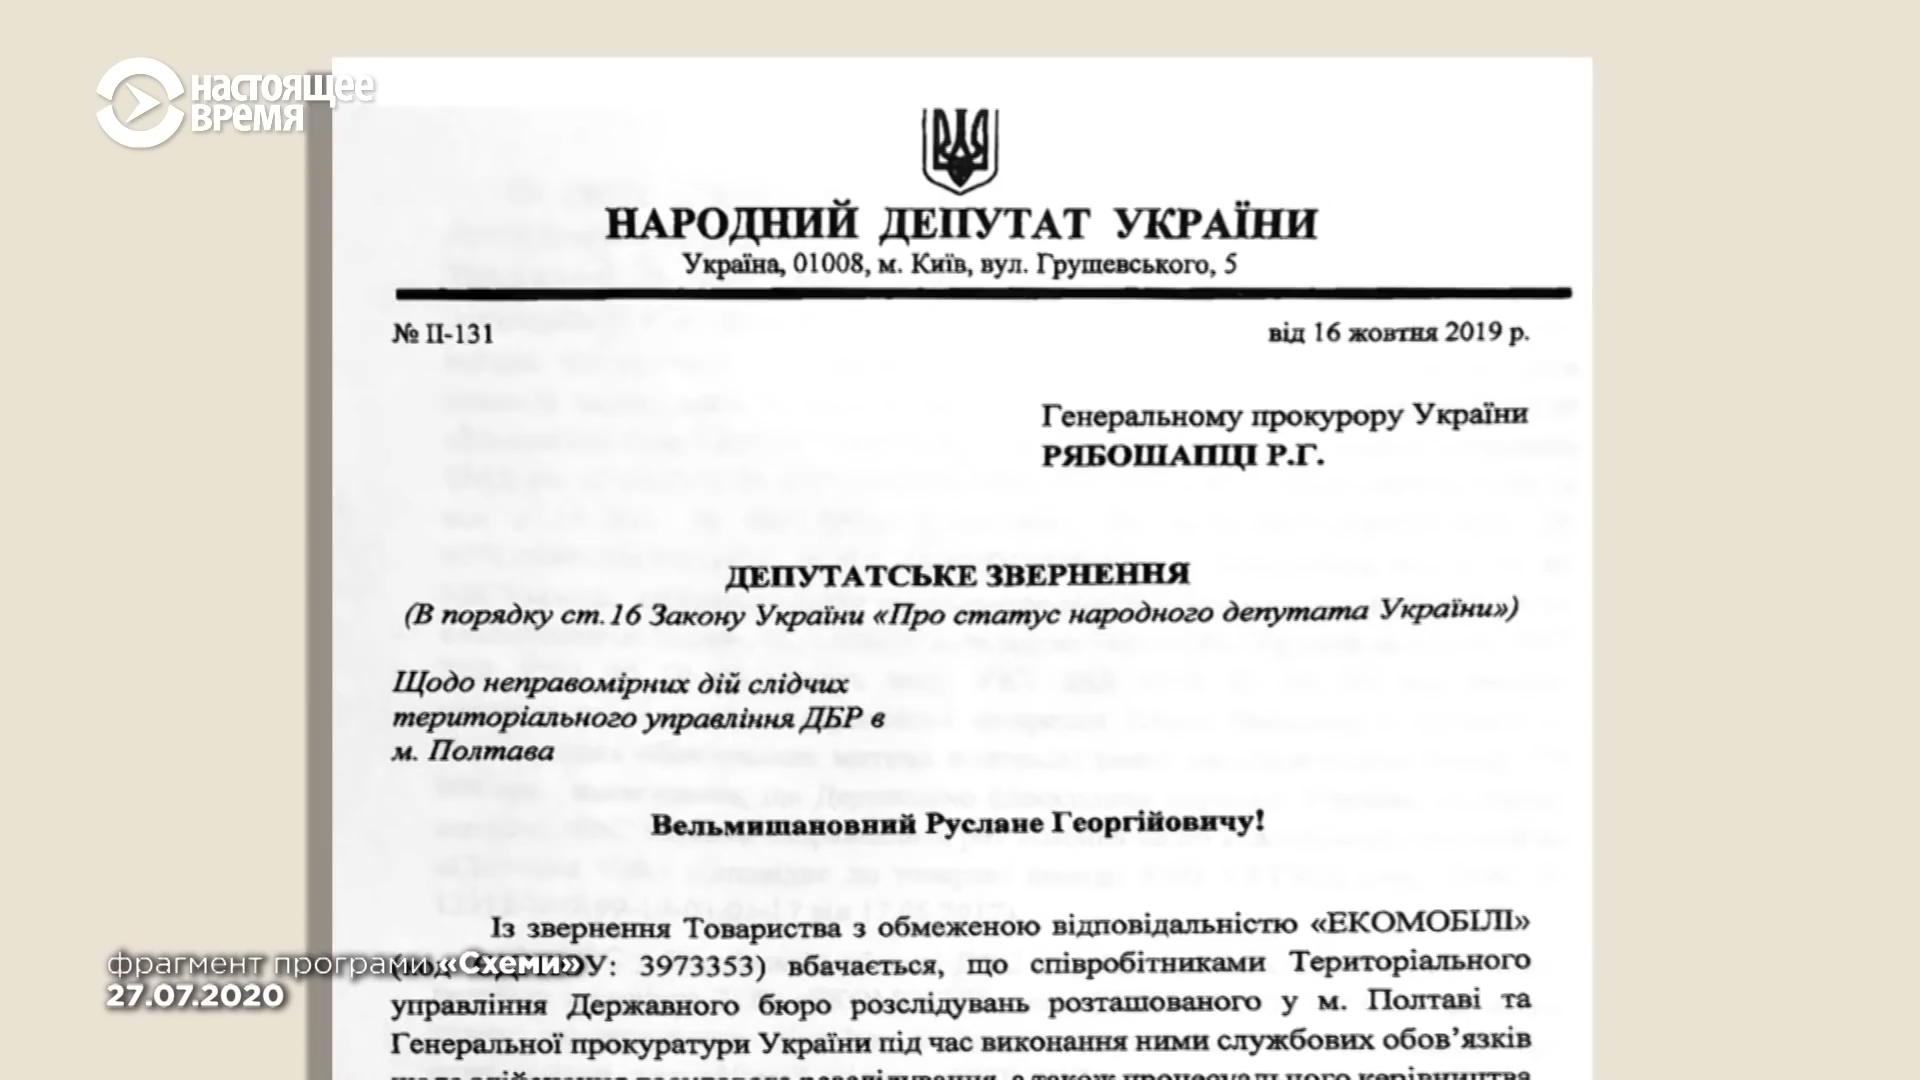 настоящее
время
НАРОДНИЙ ДЕПУТАТ УКРАЇНИ
Україна, 01008, м. Київ, вул. Грушевського, 5
№ ІІ-131
від 16 жовтня 2019 р.
Генеральному прокурору України
РЯБОШАПЦІ Р.Г.
ДЕПУТАТСЬКЕ ЗВЕРНЕННЯ
(В порядку ст.16 Закону України «Про статус народного депутата України»)
Щодо неправомірних дій слідчих
територіального управління ДБР в
м. Полтава
Вельмишановний Руслане Георгійовичу!
Із звернення Товариства з обмеженою відповідальністю «ЕКОМОБІЛІ»
3973353) вбачається, що співробітниками Територіального
управління Державного бюро розслідувань розташованого у м. Полтаві та
Генеральної прокуратури України під час виконання ними службових обов’язків
фрагмент програми «Схеми»
27.07.2020